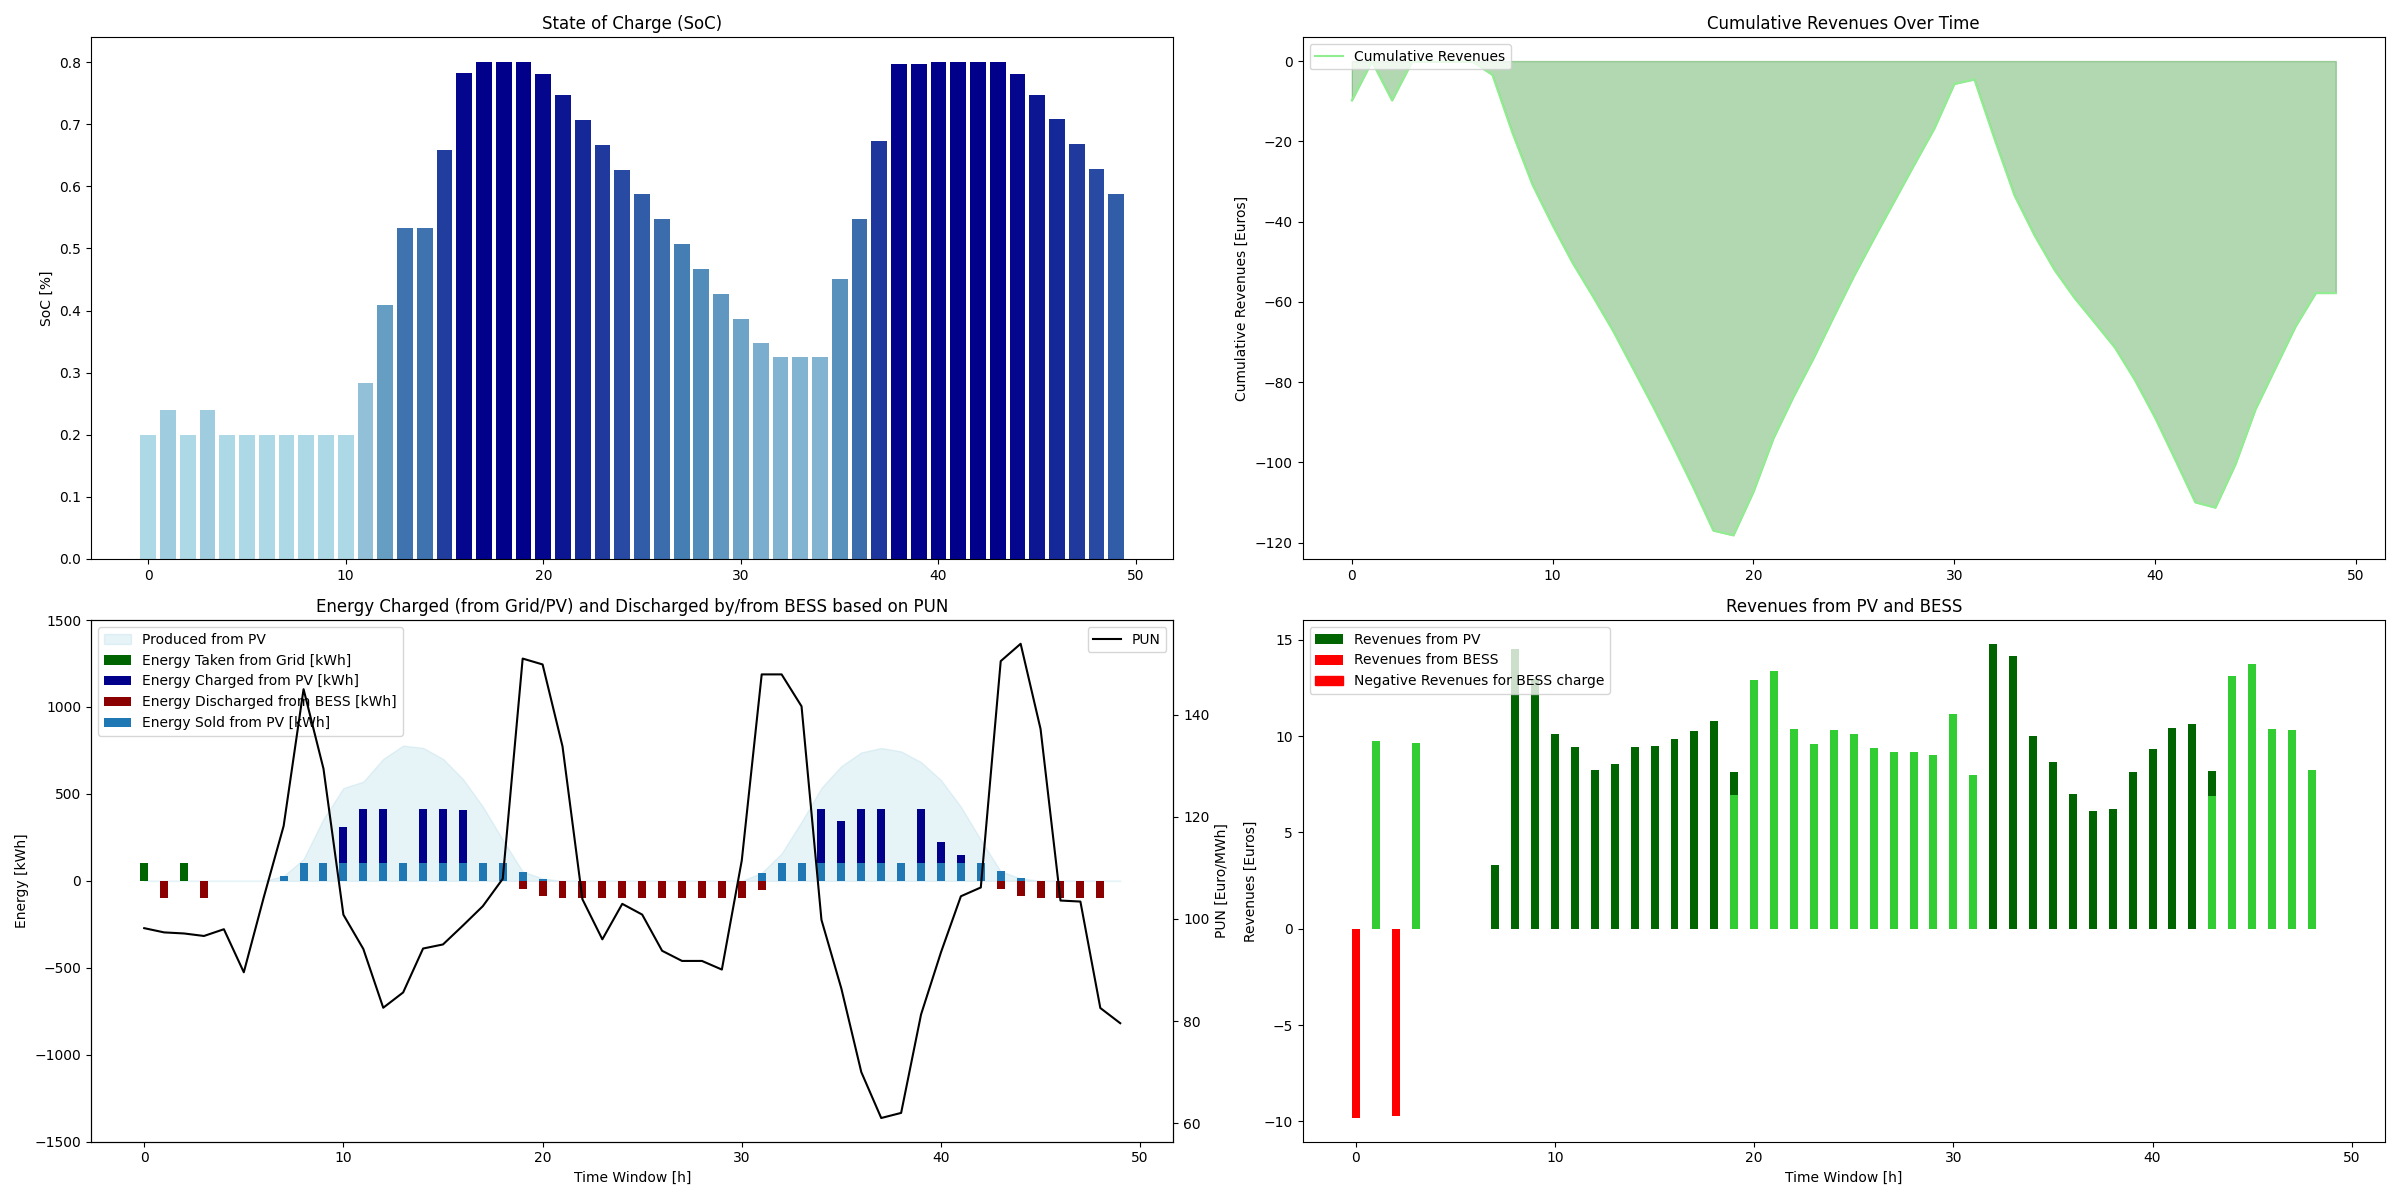 State of Charge (SoC)
SoC [%]
0.8
0.7
0.6
0.5
0.4
0.3
0.2
0.1
0.0
0 10 20 30 40 50
Cumulative Revenues Over Time
Cumulative Revenues
Cumulative Revenues [Euros]
0
−20
−40
−60
−80
−100
−120
0 10 20 30 40 50
Energy Charged (from Grid/PV) and Discharged by/from BESS based on PUN
Produced from PV
Energy Taken from Grid [kWh]
Energy Charged from PV [kWh]
Energy Discharged from BESS [kWh]
Energy Sold from PV [kWh]
PUN
Energy [kWh]
1500
1000
500
0
−500
−1000
−1500
140
120
100
80
60
PUN [Euro/MWh]
0 10 20 30 40 50
Time Window [h]
Revenues from PV and BESS
Revenues from PV
Revenues from BESS
Negative Revenues for BESS charge
Revenues [Euros]
15
10
5
0
−5
−10
0 10 20 30 40 50
Time Window [h]